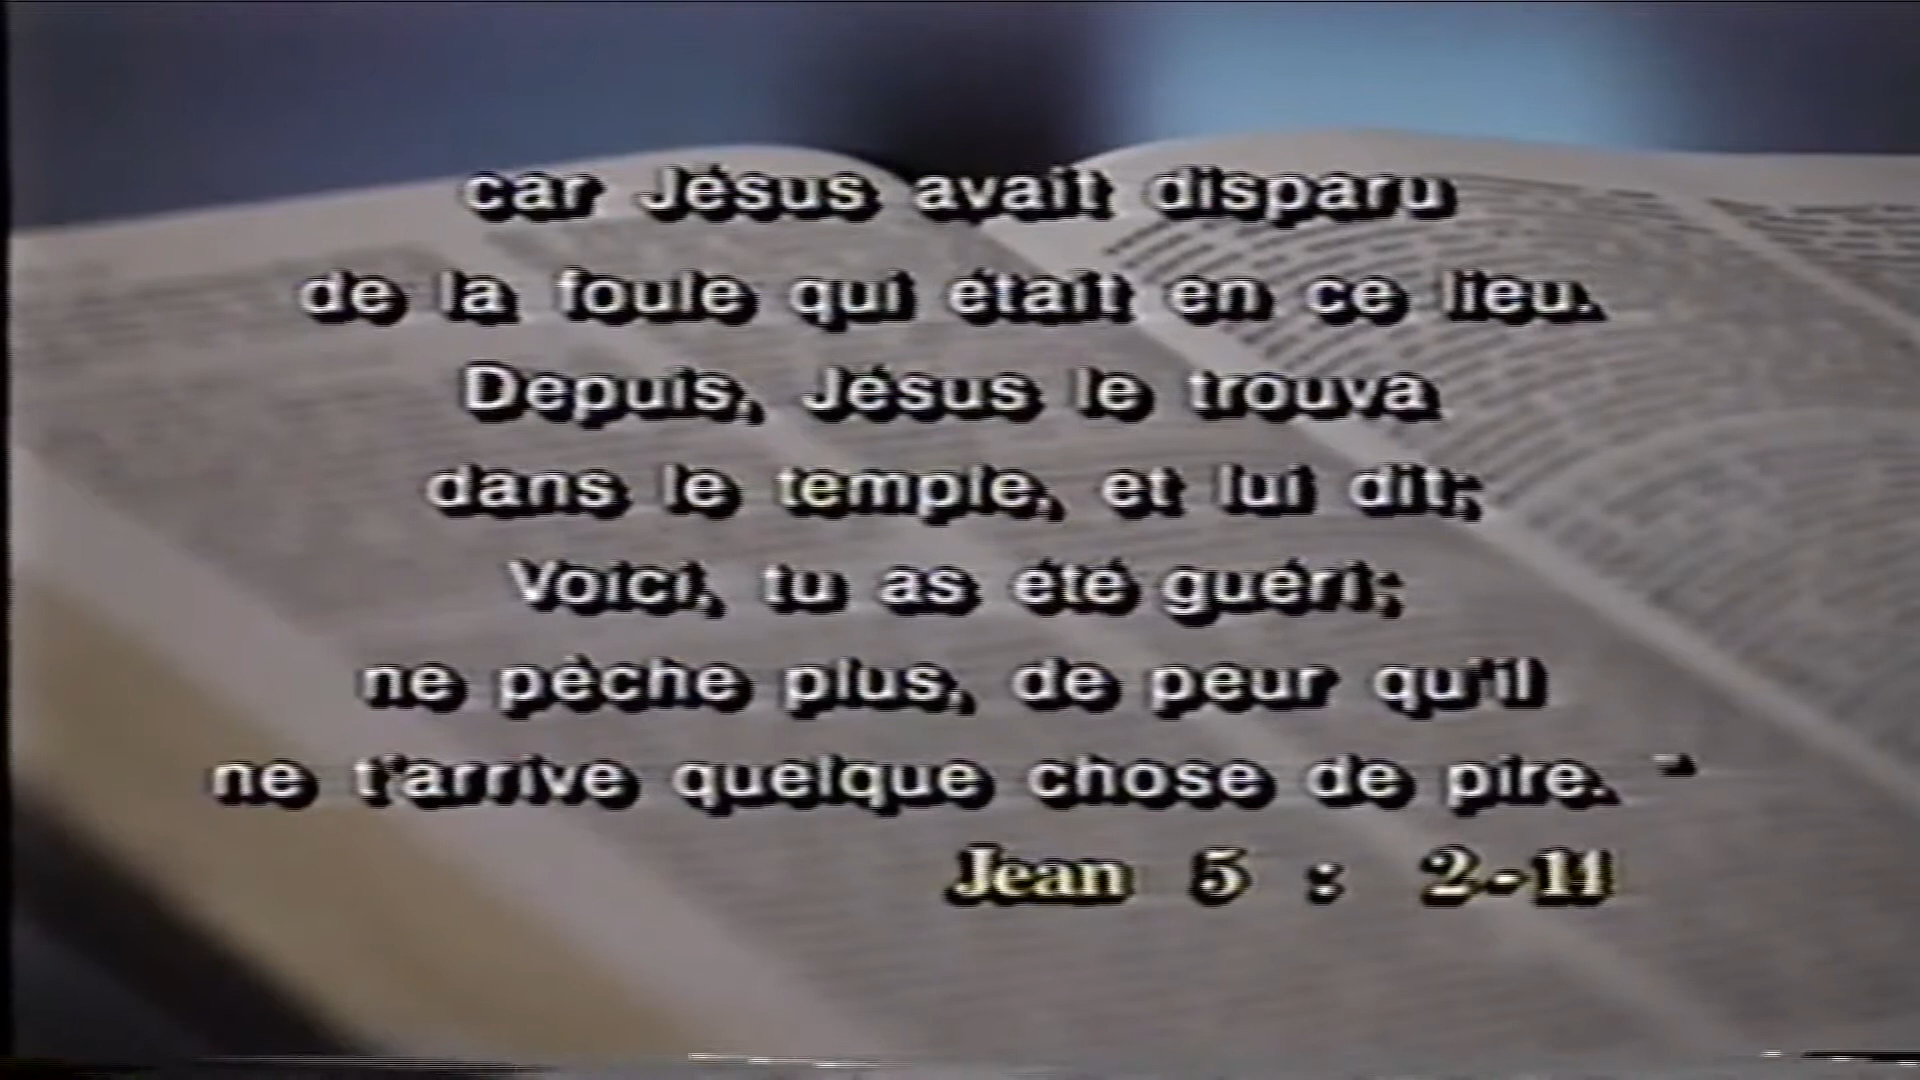 car Jésus avait disparu
de la foule qui était en ce lieu.
Depuis, Jésus le trouva
dans le temple, et lui dit;
Voici, tu as été guéri;
ne pèche plus, de peur qu'il
ne t'arrive quelque chose de pire. "
Jean 5 : 2-11